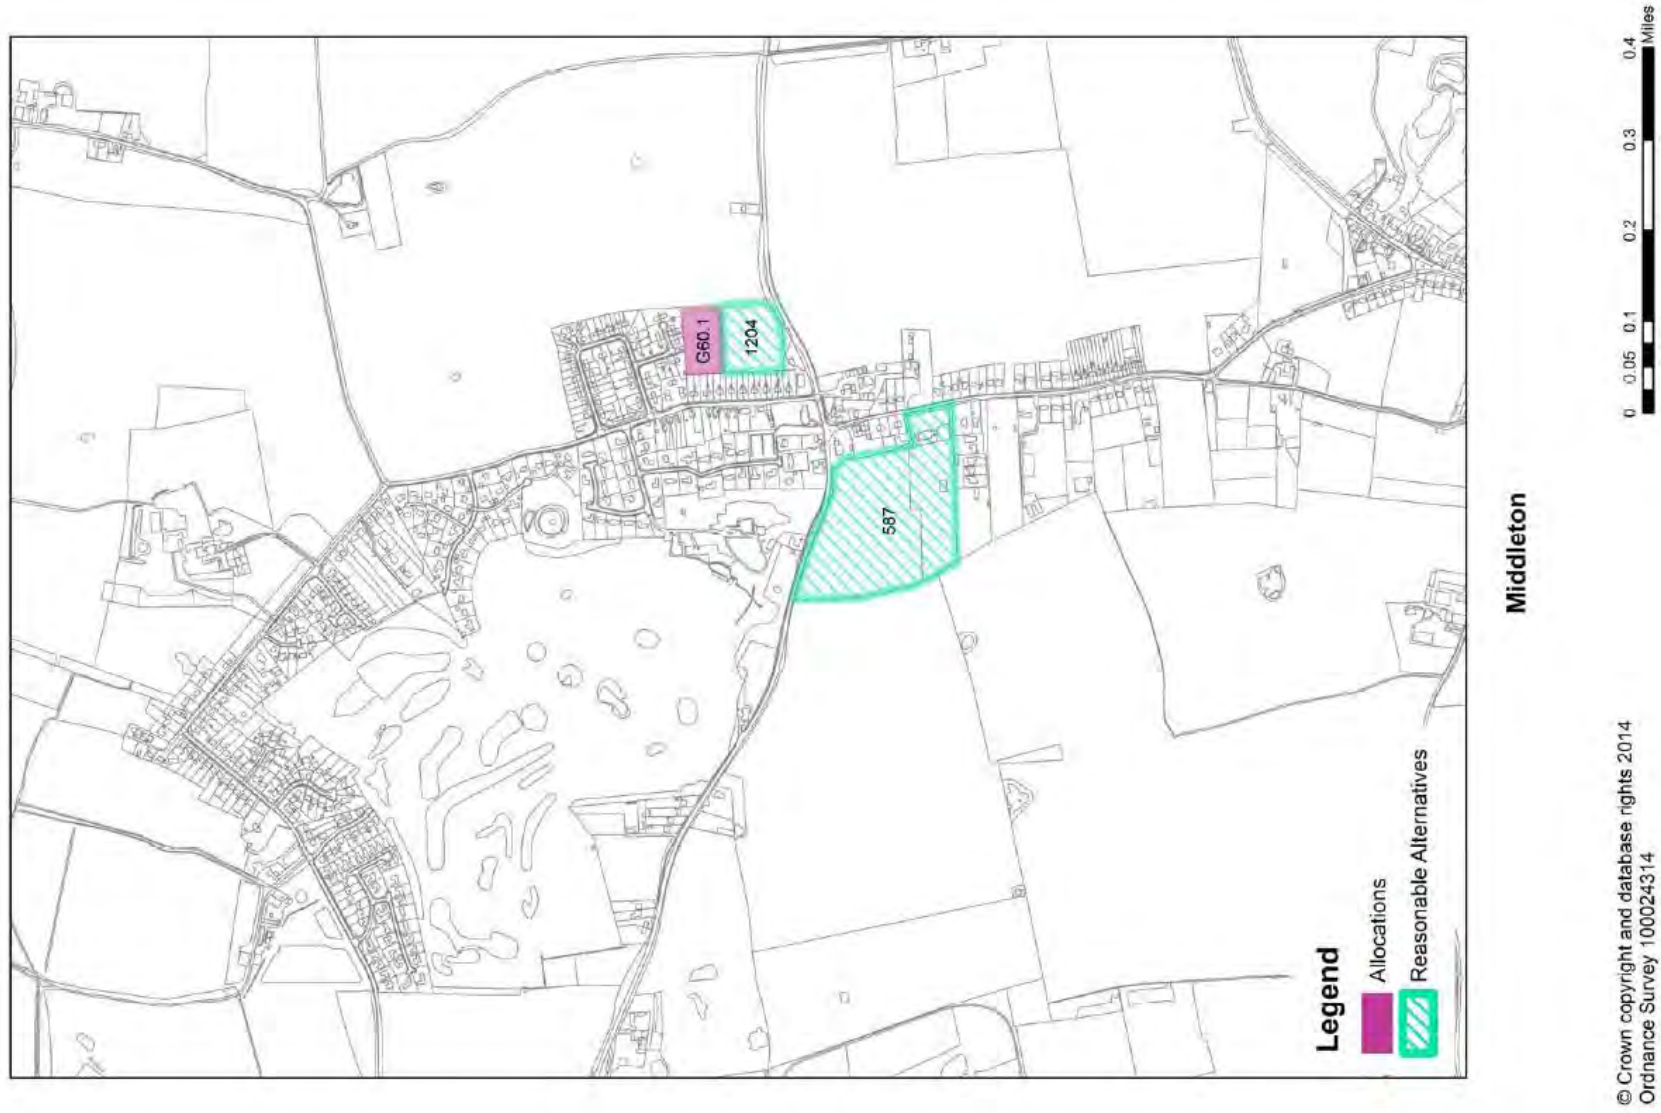 G60.1
1204
587
Legend
Allocations
Reasonable Alternatives
Middleton
© Crown copyright and database rights 2014
Ordnance Survey 100024314
0 0.05 0.1 0.2 0.3 0.4
Miles